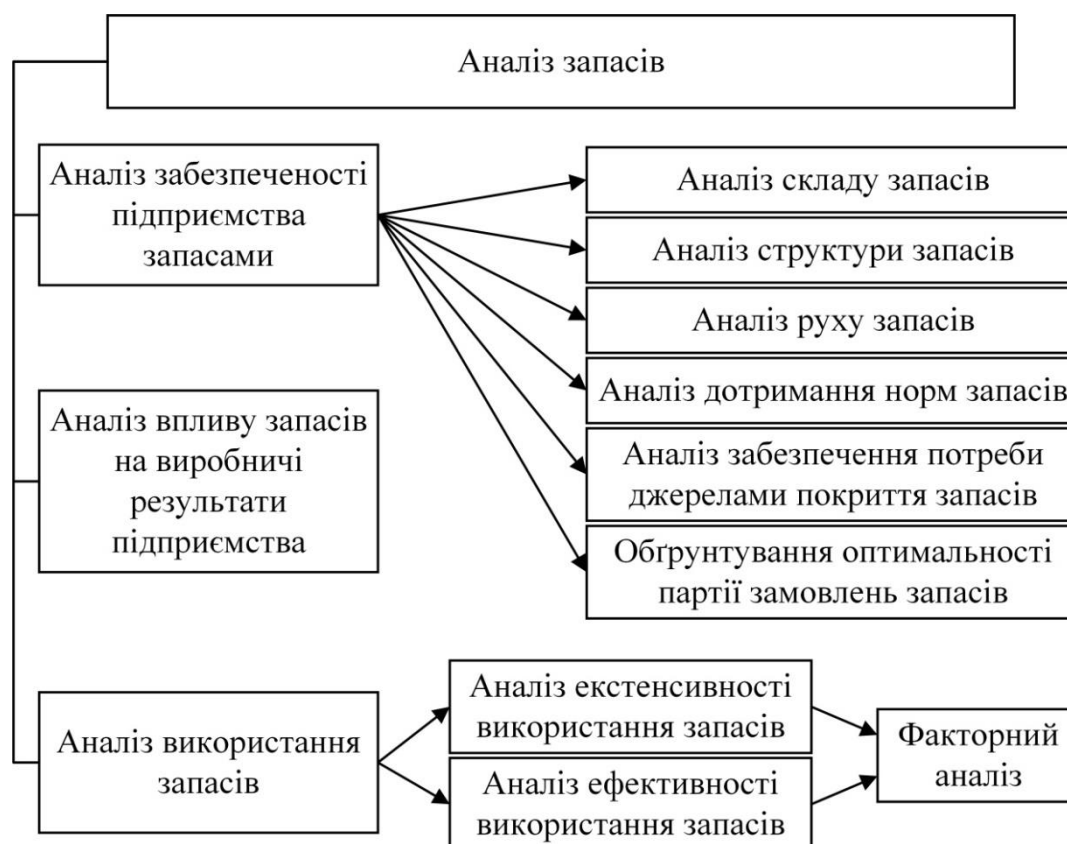 Аналіз запасів
Аналіз забезпеченості
підприємства
запасами
Аналіз складу запасів
Аналіз структури запасів
Аналіз руху запасів
Аналіз дотримання норм запасів
Аналіз забезпечення потреби
джерелами покриття запасів
Обґрунтування оптимальності
партії замовлень запасів
Аналіз впливу запасів
на виробничі
результати
підприємства
Аналіз використання
запасів
Аналіз екстенсивності
використання запасів
Аналіз ефективності
використання запасів
Факторний
аналіз